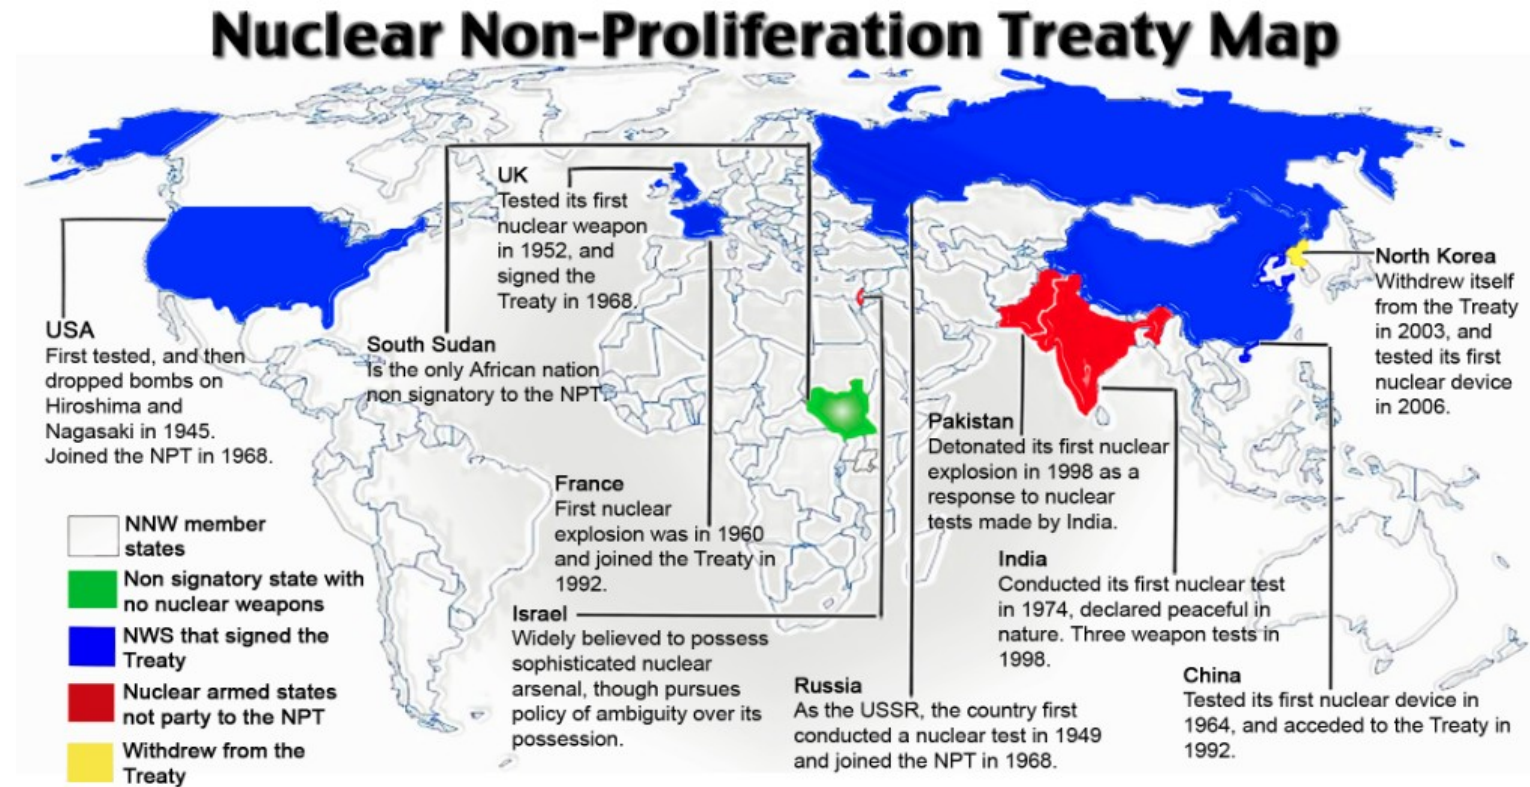 Nuclear Non-Proliferation Treaty Map
UK
Tested its first
nuclear weapon
in 1952, and
signed the
Treaty in 1968.
North Korea
Withdrew itself
from the Treaty
in 2003, and
tested its first
nuclear device
in 2006.
USA
First tested, and then
dropped bombs on
Hiroshima and
Nagasaki in 1945.
Joined the NPT in 1968.
South Sudan
Is the only African nation
non signatory to the NPT.
Pakistan
Detonated its first nuclear
explosion in 1998 as a
response to nuclear
tests made by India.
France
First nuclear
explosion was in 1960
and joined the Treaty in
1992.
India
Conducted its first nuclear test
in 1974, declared peaceful in
nature. Three weapon tests in
1998.
Israel
Widely believed to possess
sophisticated nuclear
arsenal, though pursues
policy of ambiguity over its
possession.
Russia
As the USSR, the country first
conducted a nuclear test in 1949
and joined the NPT in 1968.
China
Tested its first nuclear device in
1964, and acceded to the Treaty in
1992.
NNW member
states
Non signatory state with
no nuclear weapons
NWS that signed the
Treaty
Nuclear armed states
not party to the NPT
Withdrew from the
Treaty